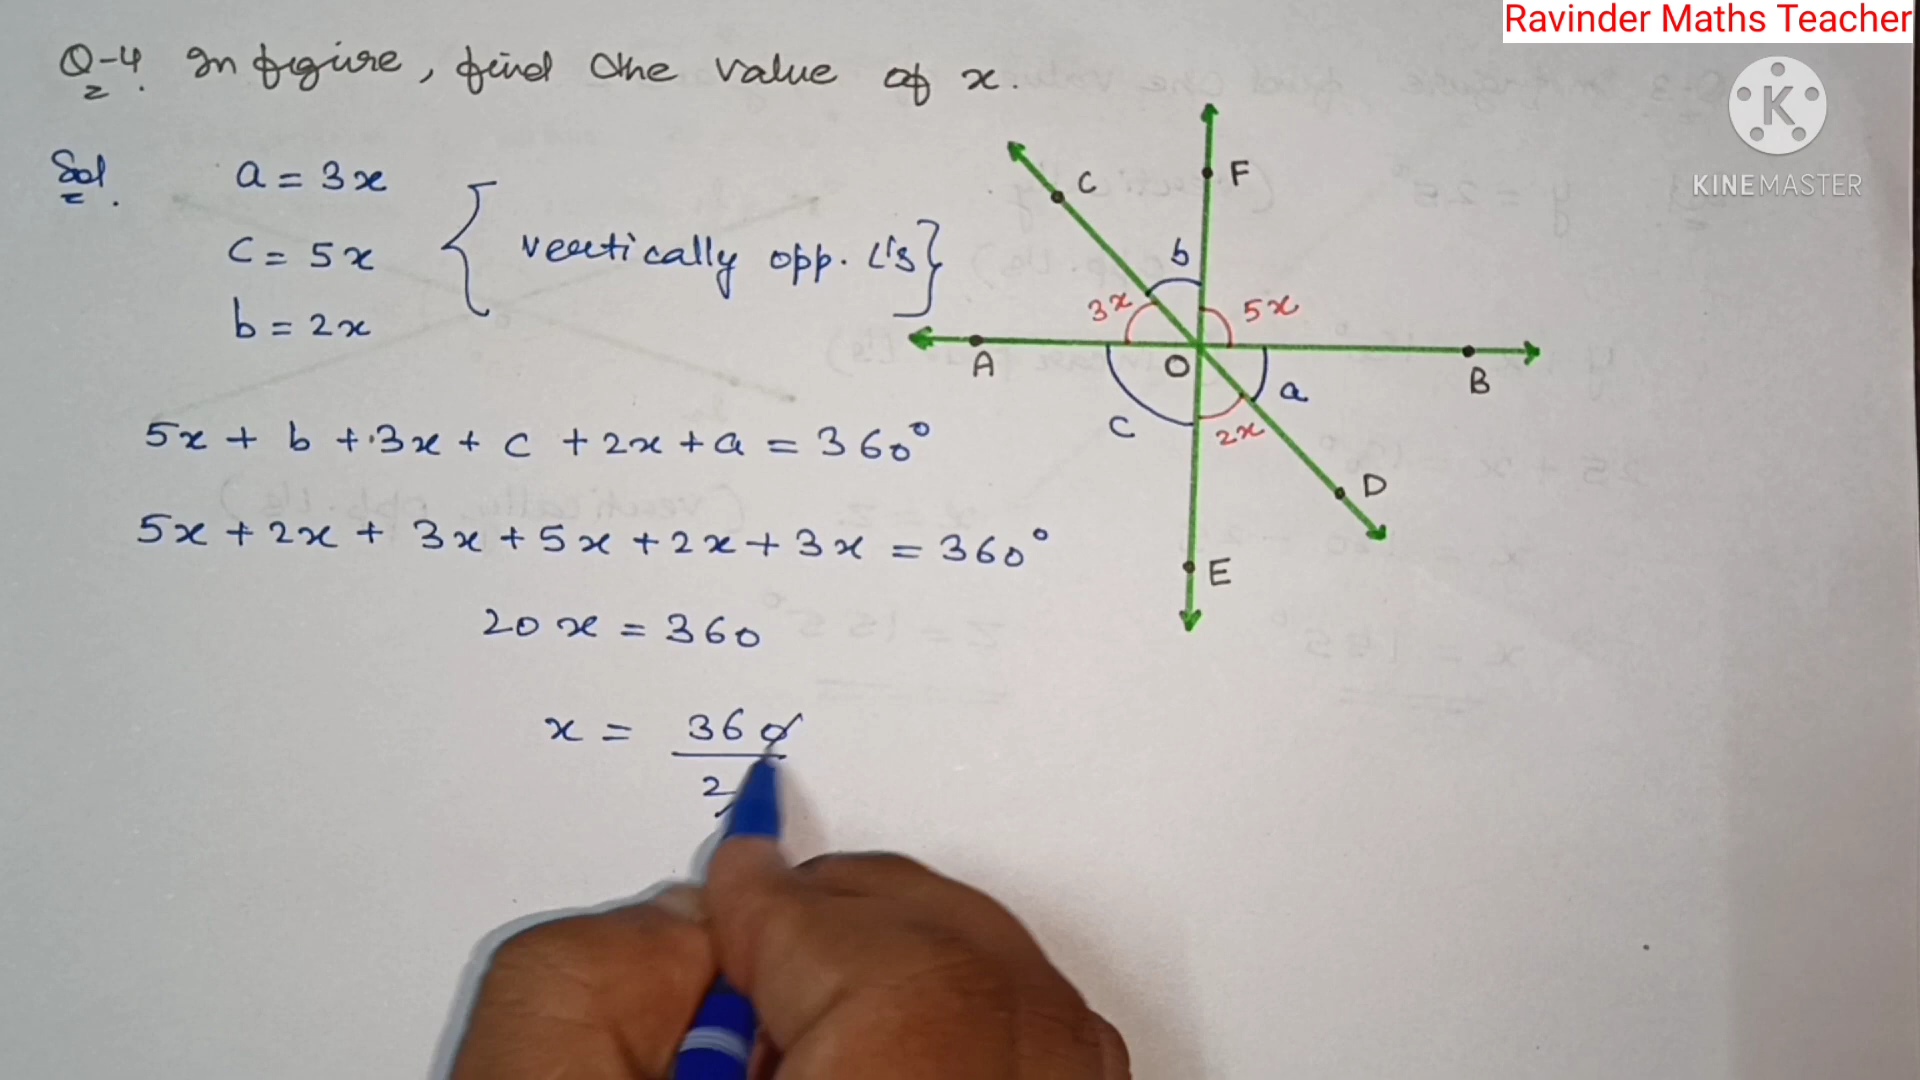 Ravinder Maths Teacher
Q-4. In figure, find the value of x.
K
KINEMASTER
Sol.
a = 3x
c = 5x
b = 2x
{ vertically opp. ∠'s }
5x + b + 3x + c + 2x + a = 360°
5x + 2x + 3x + 5x + 2x + 3x = 360°
20x = 360
x = 360
2
C
F
b
3x
5x
A
O
B
a
c
2x
D
E